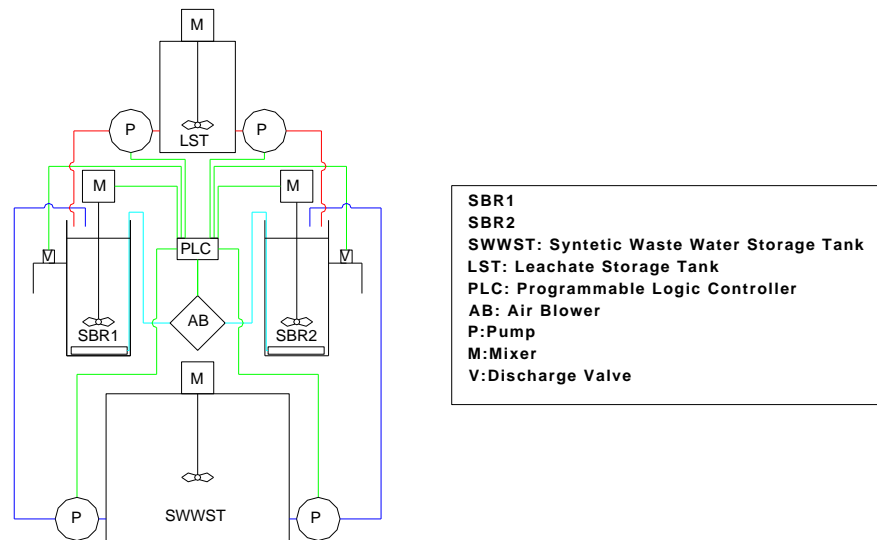 M
P
P
LST
M
M
V
PLC
V
AB
SBR1
SBR2
M
SWWST
P
P
SBR1
SBR2
SWWST: Syntetic Waste Water Storage Tank
LST: Leachate Storage Tank
PLC: Programmable Logic Controller
AB: Air Blower
P:Pump
M:Mixer
V:Discharge Valve